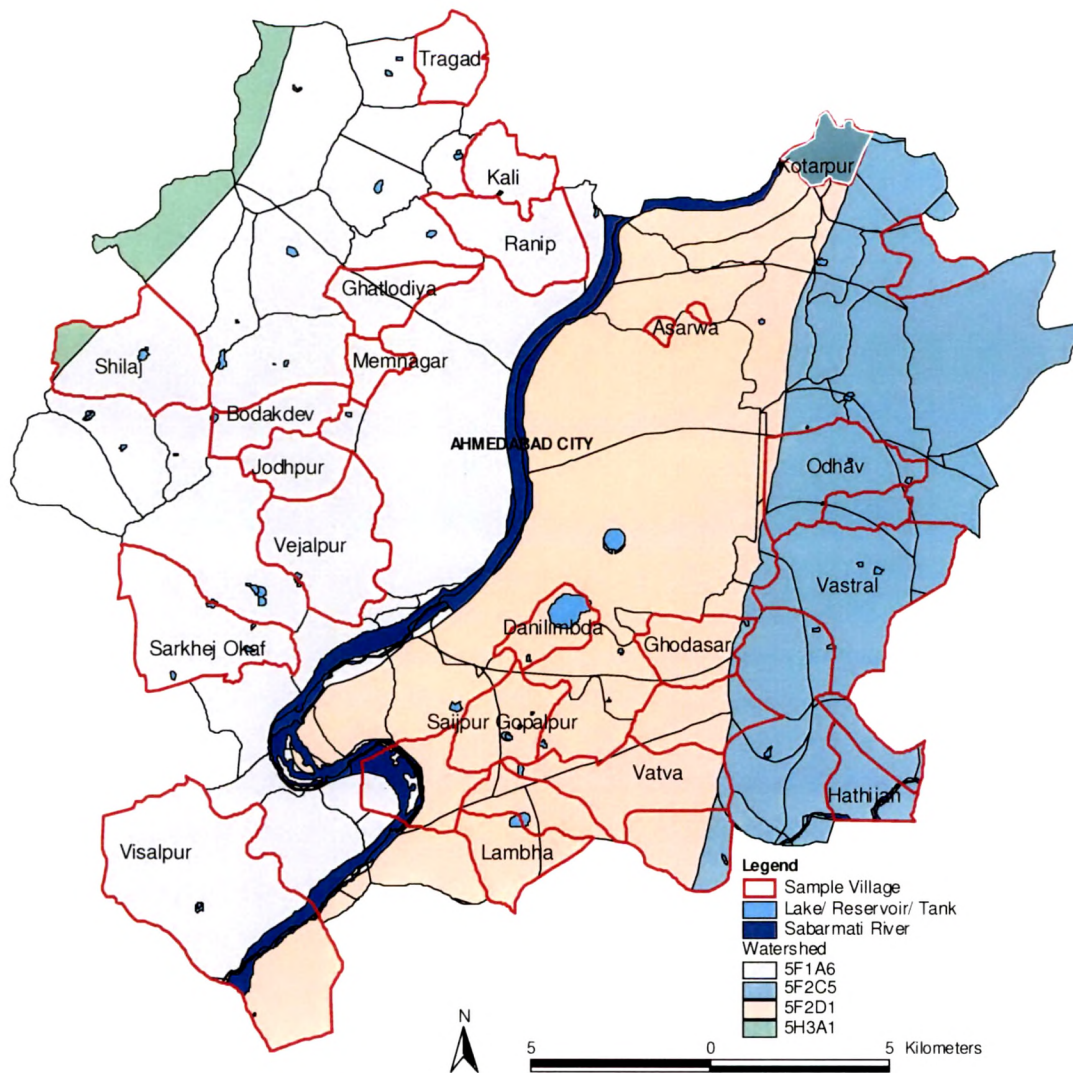 Tragad
Kotarpur
Kali
Ranip
Ghatlodiya
Asarwa
Shilaj
Memnagar
Bodakdev
AHMEDABAD CITY
Jodhpur
Odhav
Vejalpur
Vastral
Danilimbda
Ghodasar
Sarkhej Okaf
Saijpur Gopalpur
Vatva
Hathijan
Visalpur
Lambha
Legend
Sample Village
Lake/ Reservoir/ Tank
Sabarmati River
Watershed
5F1A6
5F2C5
5F2D1
5H3A1
N
5 0 5 Kilometers